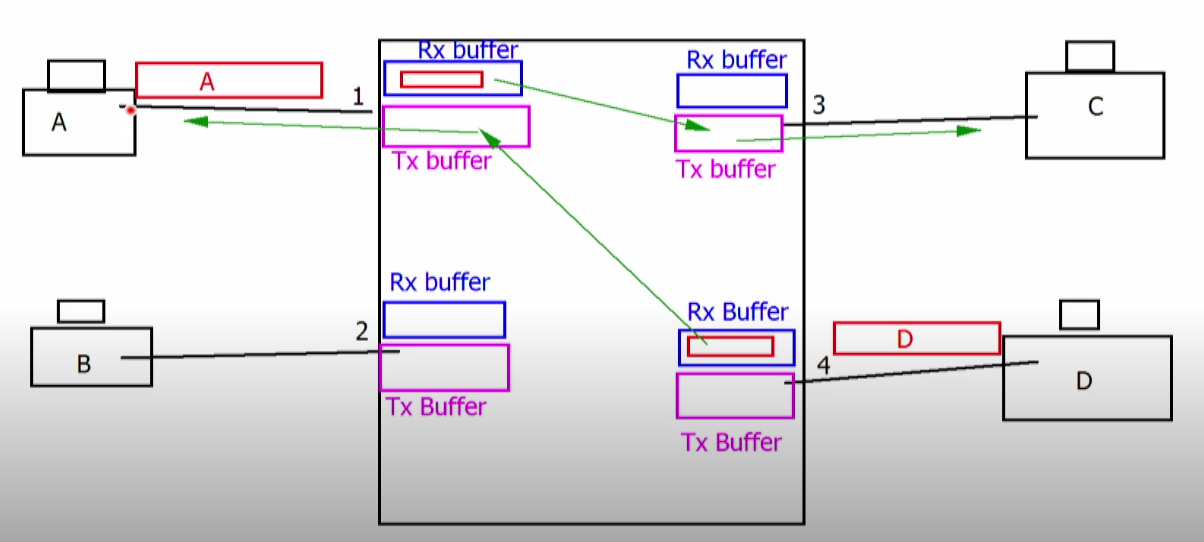 Rx buffer
Rx buffer
A
1
3
C
A
Tx buffer
Tx buffer
Rx buffer
Rx Buffer
2
D
B
4
D
Tx Buffer
Tx Buffer